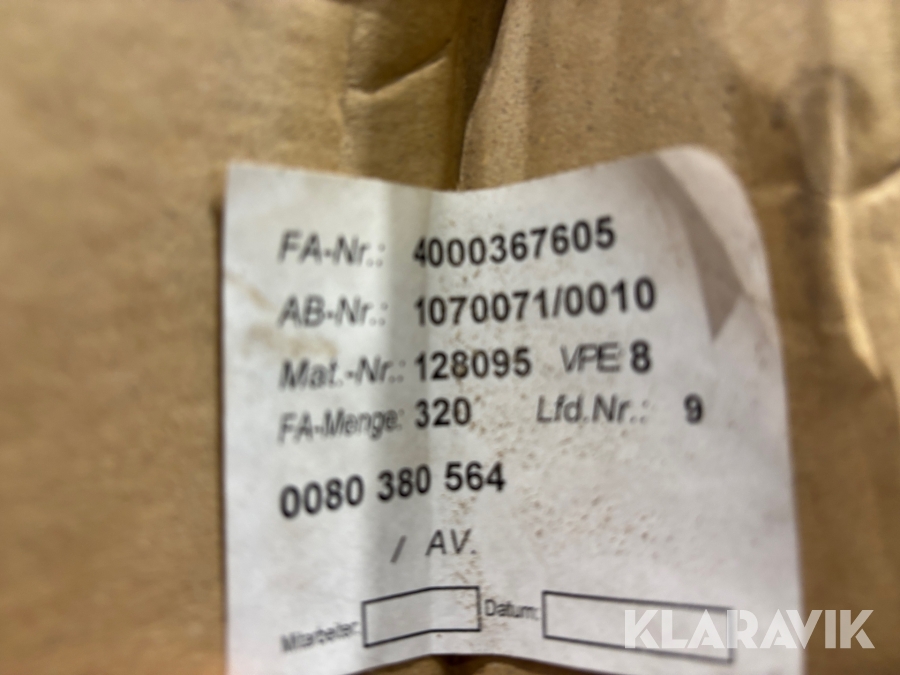 FA-Nr.: 4000367605
AB-Nr.: 1070071/0010
Mat.-Nr.: 128095 VPE: 8
FA-Menge: 320 Lfd.Nr.: 9
0080 380 564
/ AV.
Mitarbeiter: Datum:
KLARAVIK